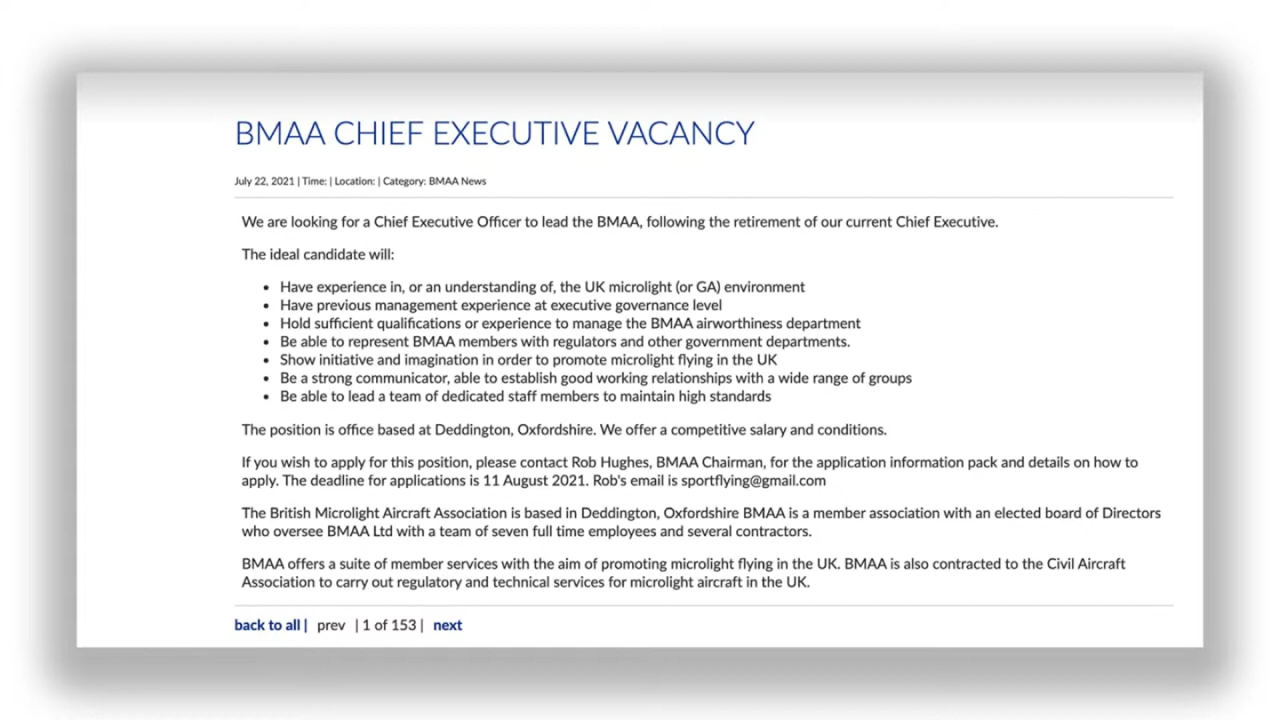 BMAA CHIEF EXECUTIVE VACANCY
July 22, 2021 | Time: | Location: | Category: BMAA News
We are looking for a Chief Executive Officer to lead the BMAA, following the retirement of our current Chief Executive.
The ideal candidate will:
• Have experience in, or an understanding of, the UK microlight (or GA) environment
• Have previous management experience at executive governance level
• Hold sufficient qualifications or experience to manage the BMAA airworthiness department
• Be able to represent BMAA members with regulators and other government departments.
• Show initiative and imagination in order to promote microlight flying in the UK
• Be a strong communicator, able to establish good working relationships with a wide range of groups
• Be able to lead a team of dedicated staff members to maintain high standards
The position is office based at Deddington, Oxfordshire. We offer a competitive salary and conditions.
If you wish to apply for this position, please contact Rob Hughes, BMAA Chairman, for the application information pack and details on how to
apply. The deadline for applications is 11 August 2021. Rob's email is sportflying@gmail.com
The British Microlight Aircraft Association is based in Deddington, Oxfordshire BMAA is a member association with an elected board of Directors
who oversee BMAA Ltd with a team of seven full time employees and several contractors.
BMAA offers a suite of member services with the aim of promoting microlight flying in the UK. BMAA is also contracted to the Civil Aircraft
Association to carry out regulatory and technical services for microlight aircraft in the UK.
back to all | prev | 1 of 153 | next